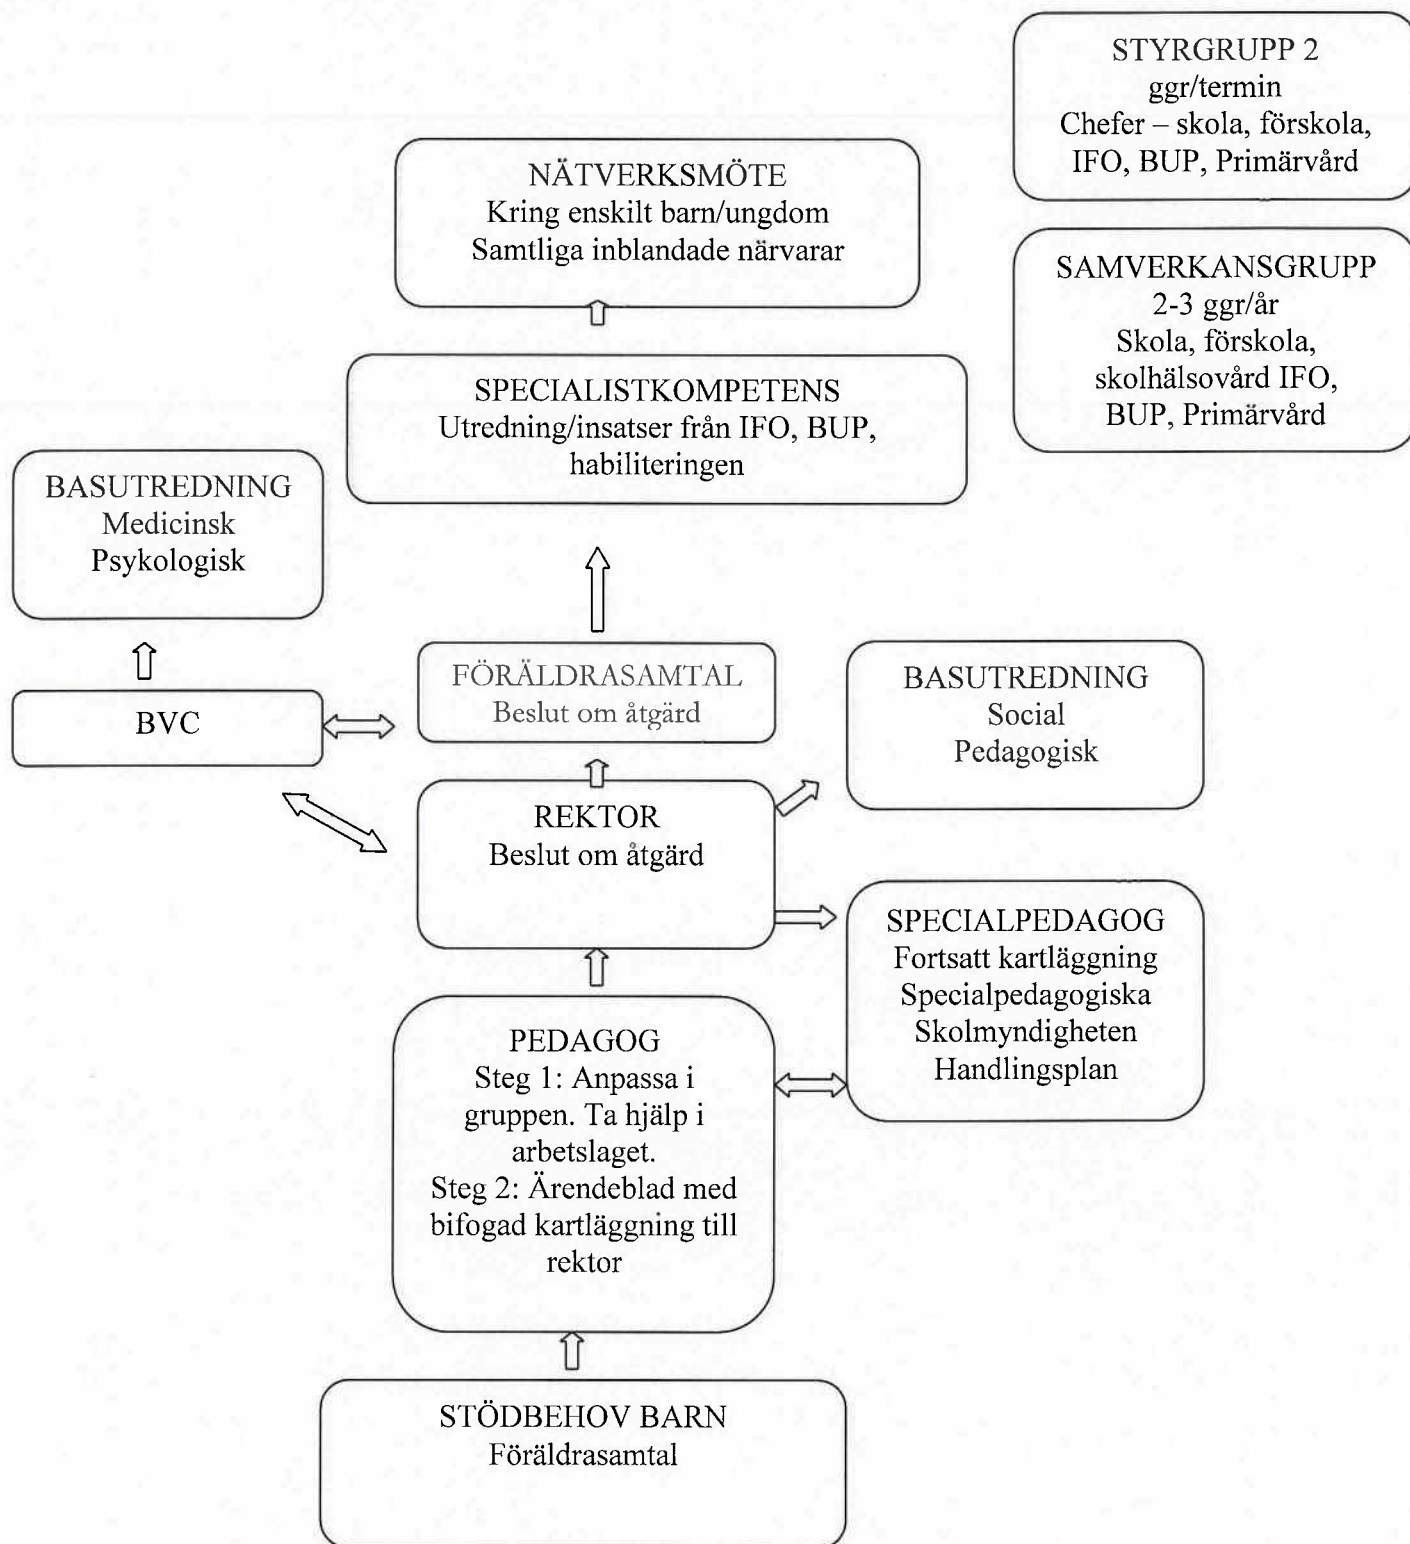 STYRGRUPP 2
ggr/termin
Chefer – skola, förskola,
IFO, BUP, Primärvård
NÄTVERKSMÖTE
Kring enskilt barn/ungdom
Samtliga inblandade närvarar
SAMVERKANSGRUPP
2-3 ggr/år
Skola, förskola,
skolhälsovård IFO,
BUP, Primärvård
SPECIALISTKOMPETENS
Utredning/insatser från IFO, BUP,
habiliteringen
BASUTREDNING
Medicinsk
Psykologisk
BVC
FÖRÄLDRASAMTAL
Beslut om åtgärd
BASUTREDNING
Social
Pedagogisk
REKTOR
Beslut om åtgärd
SPECIALPEDAGOG
Fortsatt kartläggning
Specialpedagogiska
Skolmyndigheten
Handlingsplan
PEDAGOG
Steg 1: Anpassa i
gruppen. Ta hjälp i
arbetslaget.
Steg 2: Ärendeblad med
bifogad kartläggning till
rektor
STÖDBEHOV BARN
Föräldrasamtal